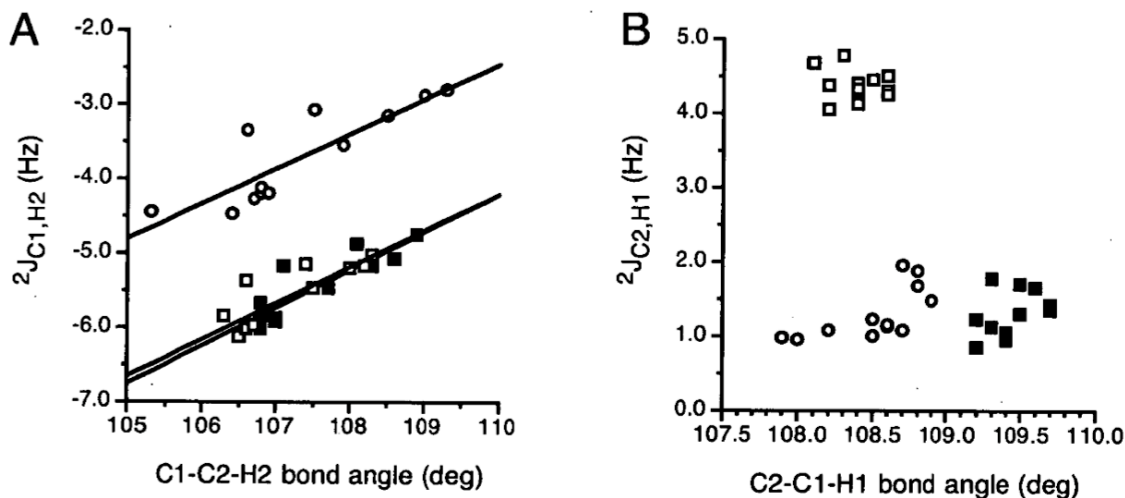 A
-2.0
-3.0
-4.0
-5.0
-6.0
-7.0
²J_C1,H2 (Hz)
105 106 107 108 109 110
C1-C2-H2 bond angle (deg)
B
5.0
4.0
3.0
2.0
1.0
0.0
²J_C2,H1 (Hz)
107.5 108.0 108.5 109.0 109.5 110.0
C2-C1-H1 bond angle (deg)